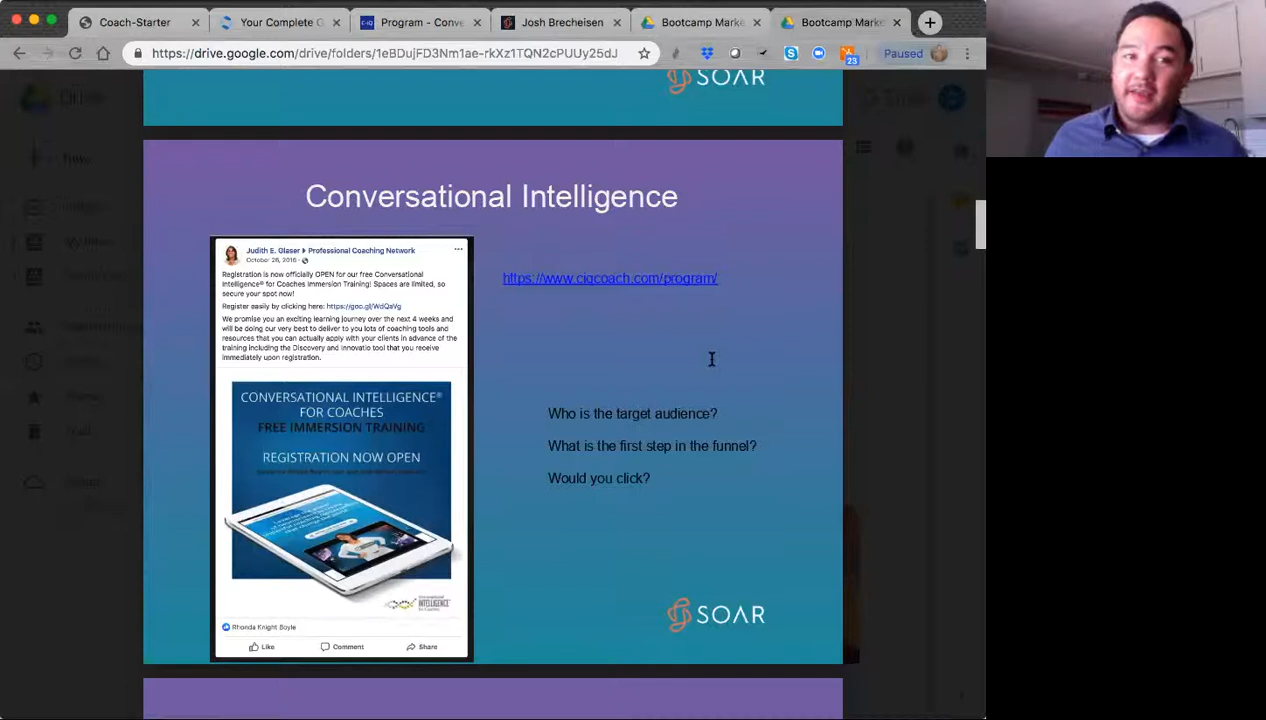 Coach-Starter
Your Complete G
Program - Conve
Josh Brecheisen
Bootcamp Marke
Bootcamp Marke
https://drive.google.com/drive/folders/1eBDujFD3Nm1ae-rkXz1TQN2cPUUy25dJ
23
Paused
SOAR
Conversational Intelligence
Judith E. Glaser ▸ Professional Coaching Network
October 26, 2016
Registration is now officially OPEN for our free Conversational
Intelligence® for Coaches Immersion Training! Spaces are limited, so
secure your spot now!
Register easily by clicking here: https://goo.gl/WdQaVg
We promise you an exciting learning journey over the next 4 weeks and
will be doing our very best to deliver to you lots of coaching tools and
resources that you can actually apply with your clients in advance of the
training including the Discovery and Innovatio tool that you receive
immediately upon registration.
CONVERSATIONAL INTELLIGENCE®
FOR COACHES
FREE IMMERSION TRAINING
REGISTRATION NOW OPEN
INTELLIGENCE
Rhonda Knight Boyle
Like
Comment
Share
https://www.ciqcoach.com/program/
Who is the target audience?
What is the first step in the funnel?
Would you click?
SOAR